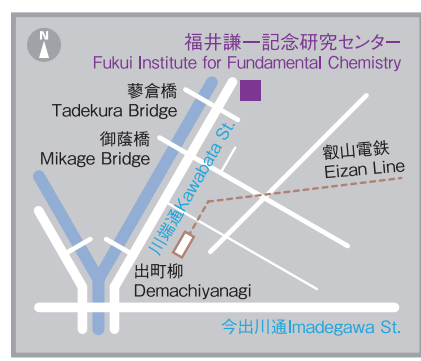 N
福井謙一記念研究センター
Fukui Institute for Fundamental Chemistry
蓼倉橋
Tadekura Bridge
御蔭橋
Mikage Bridge
川端通Kawabata St.
叡山電鉄
Eizan Line
出町柳
Demachiyanagi
今出川通Imadegawa St.